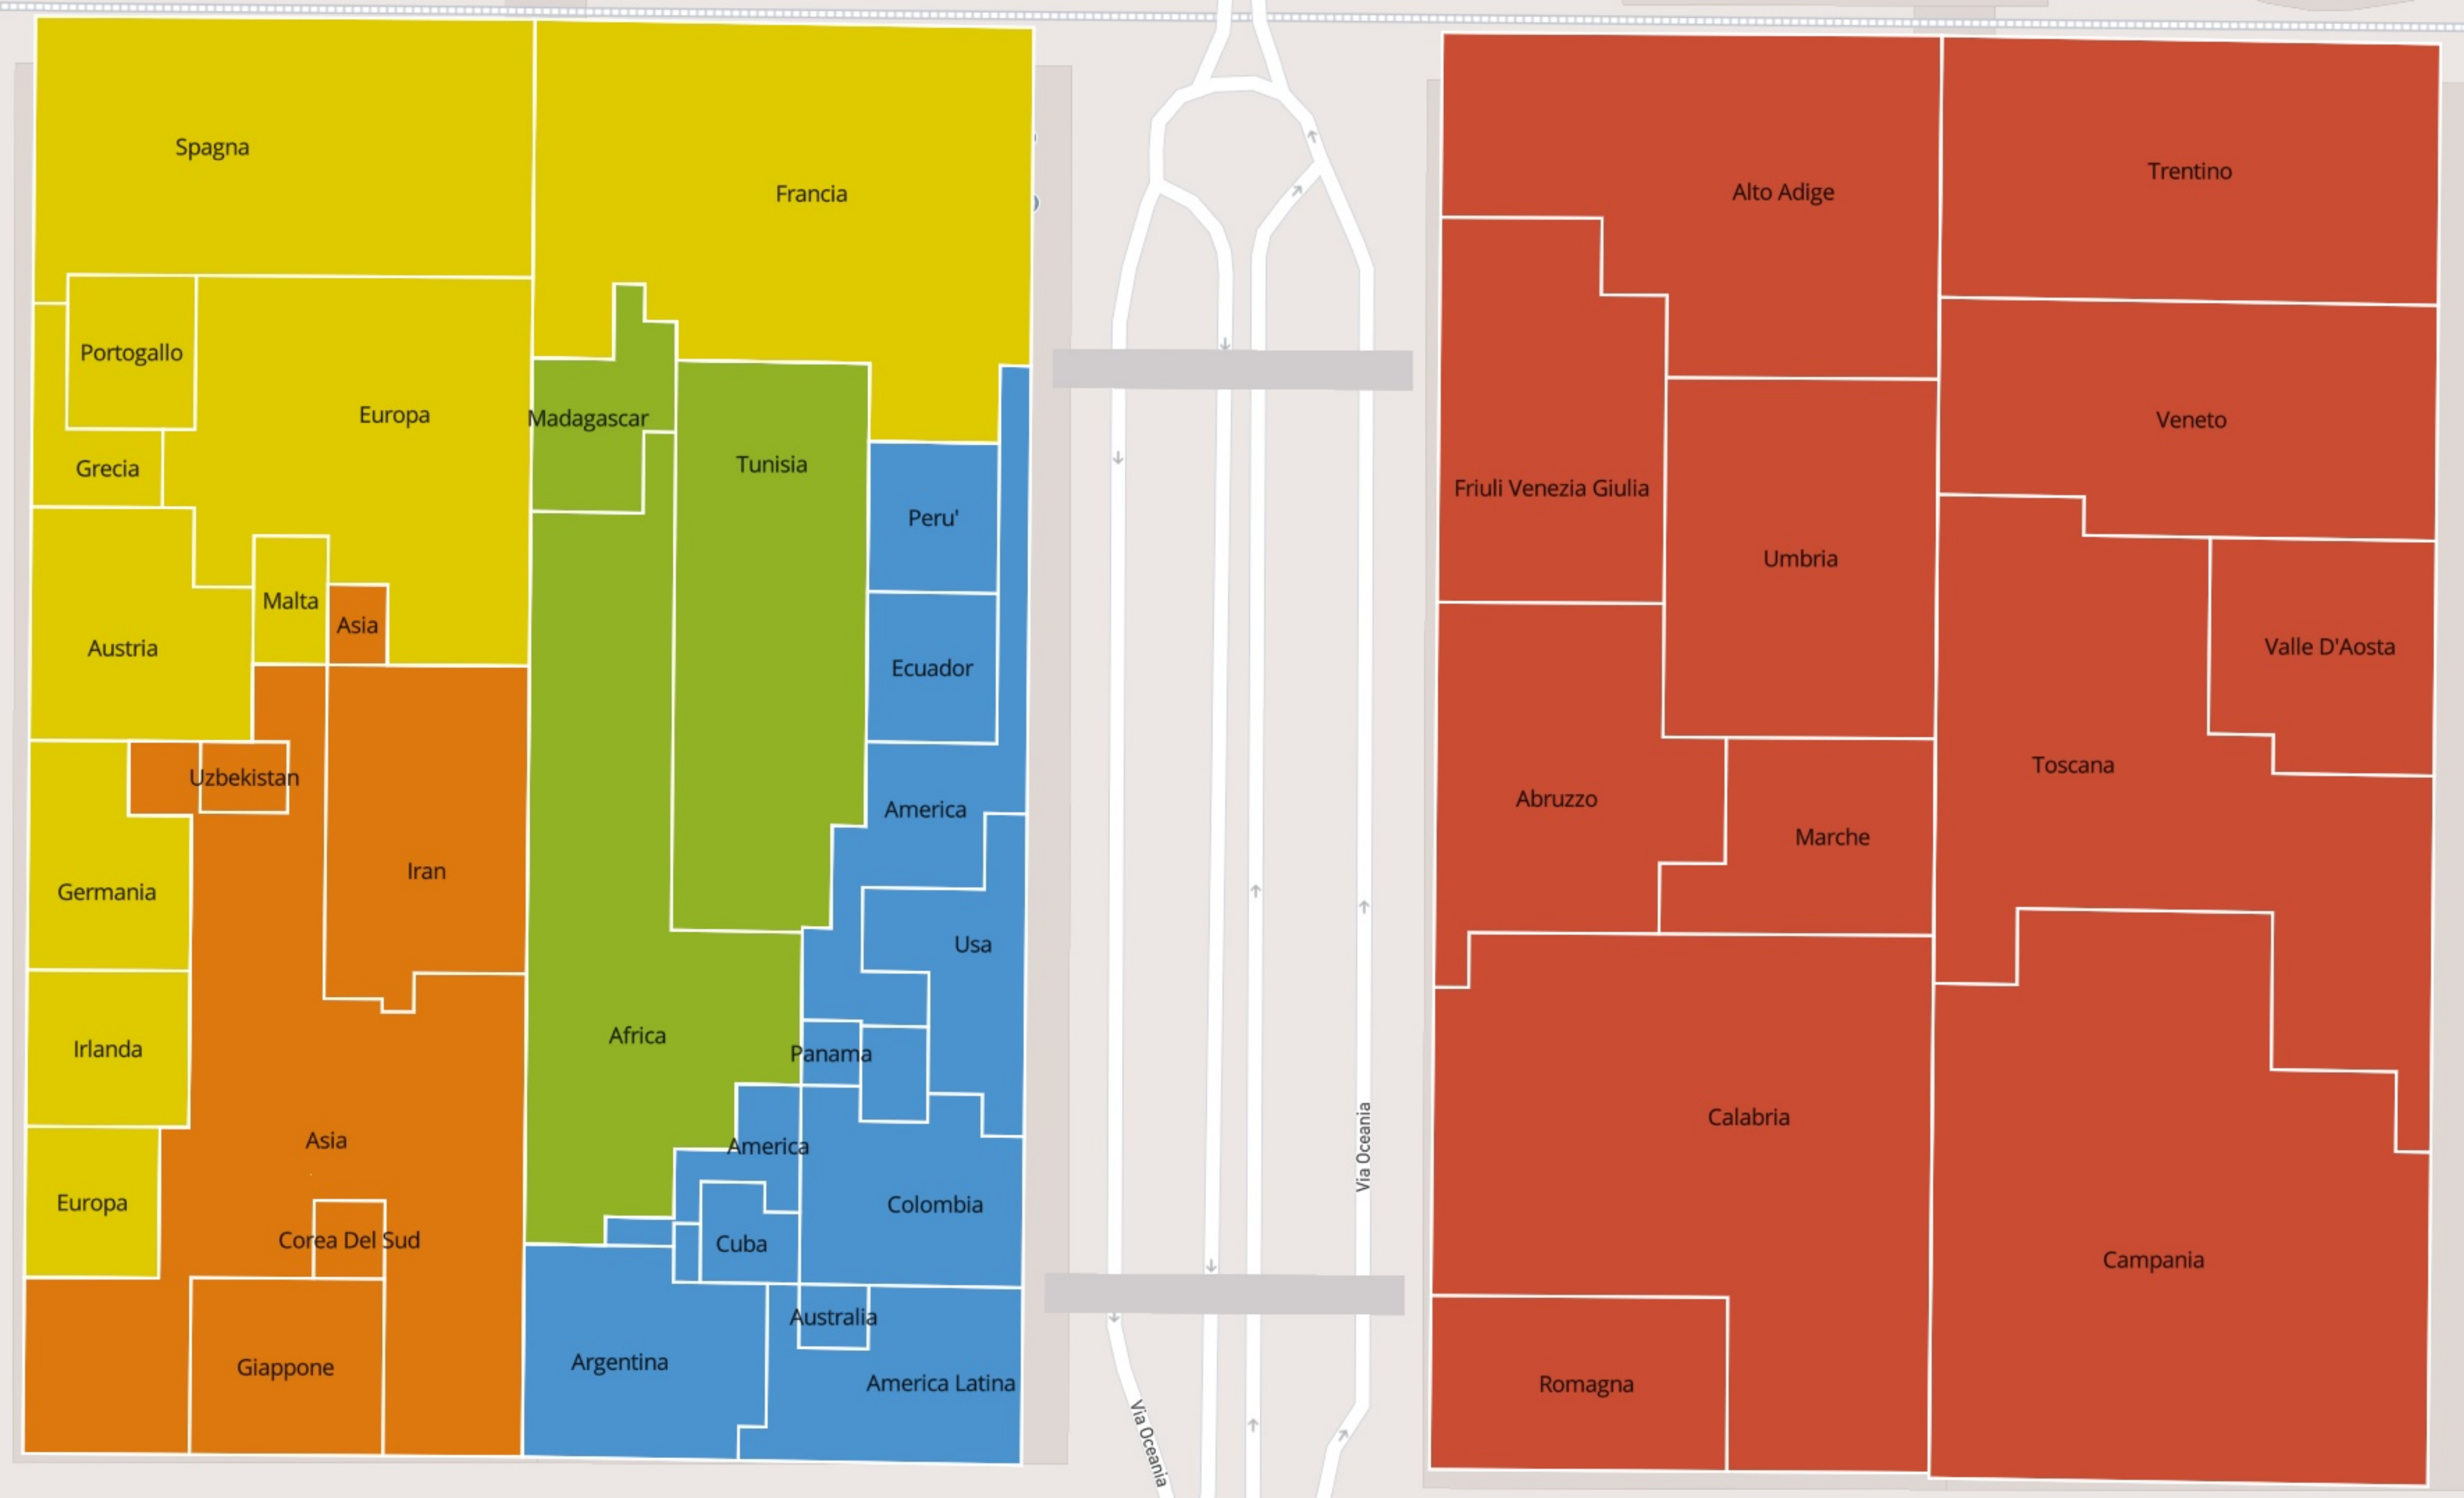 Spagna
Francia
Portogallo
Europa
Grecia
Madagascar
Tunisia
Peru'
Malta
Asia
Austria
Ecuador
Uzbekistan
America
Iran
Germania
Usa
Irlanda
Africa
Panama
Asia
America
Europa
Colombia
Corea Del Sud
Cuba
Australia
Giappone
Argentina
America Latina
Via Oceania
Via Oceania
Alto Adige
Trentino
Veneto
Friuli Venezia Giulia
Umbria
Valle D'Aosta
Toscana
Abruzzo
Marche
Calabria
Campania
Romagna